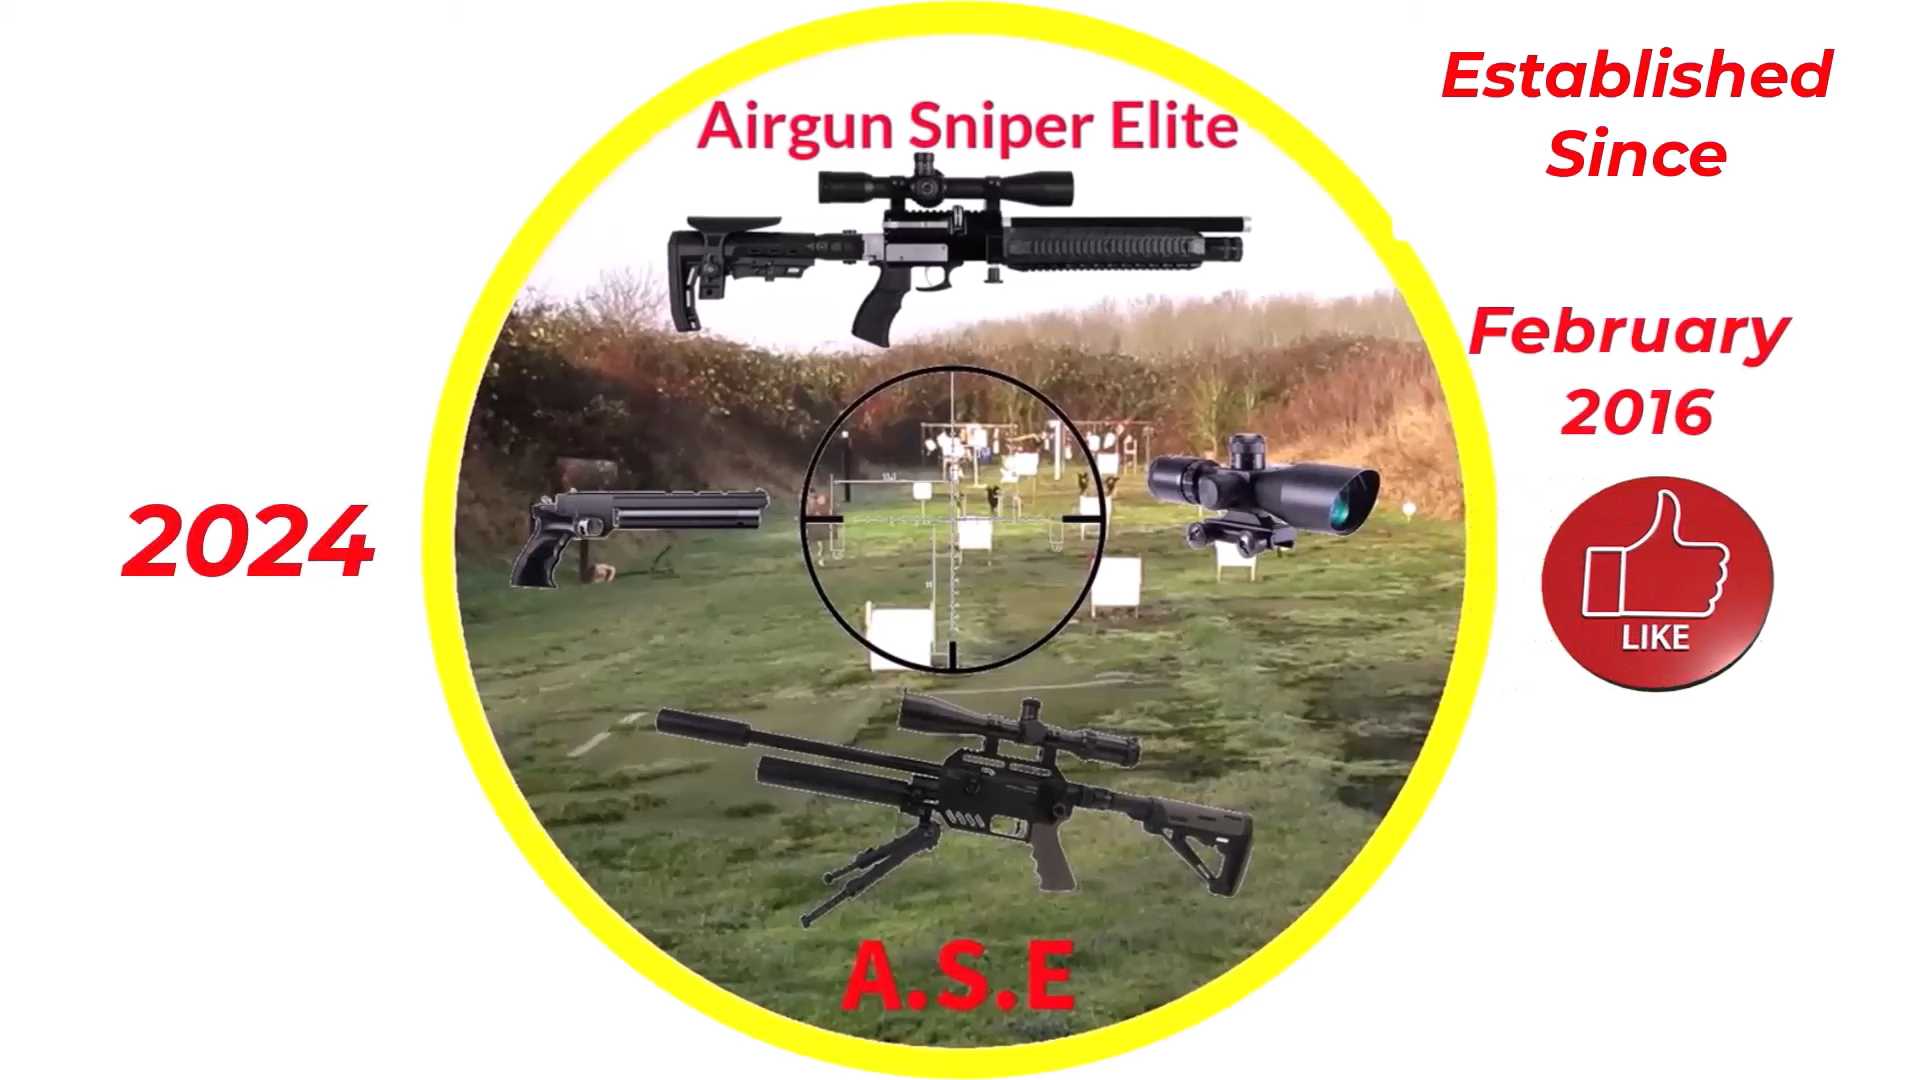 Airgun Sniper Elite
Established
Since
February
2016
2024
LIKE
A.S.E